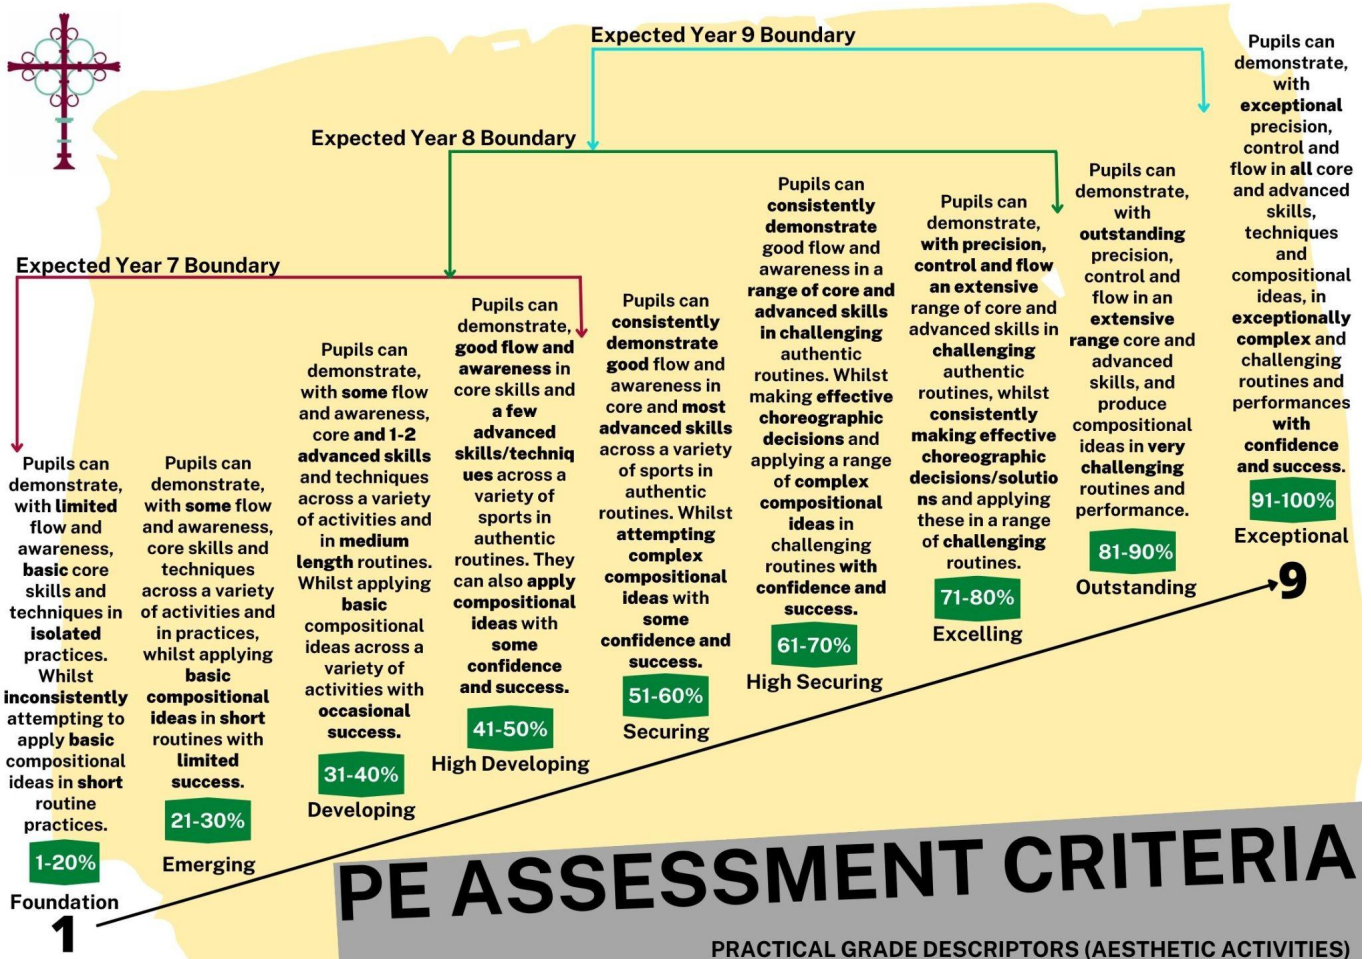 Expected Year 9 Boundary
Expected Year 8 Boundary
Expected Year 7 Boundary
Pupils can
demonstrate,
with limited
flow and
awareness,
basic core
skills and
techniques in
isolated
practices.
Whilst
inconsistently
attempting to
apply basic
compositional
ideas in short
routine
practices.
1-20%
Foundation
1
Pupils can
demonstrate,
with some flow
and awareness,
core skills and
techniques
across a variety
of activities and
in practices,
whilst applying
basic
compositional
ideas in short
routines with
limited
success.
21-30%
Emerging
Pupils can
demonstrate,
with some flow
and awareness,
core and 1-2
advanced skills
and techniques
across a variety
of activities and
in medium
length routines.
Whilst applying
basic
compositional
ideas across a
variety of
activities with
occasional
success.
31-40%
Developing
Pupils can
demonstrate,
good flow and
awareness in
core skills and
a few
advanced
skills/techniq
ues across a
variety of
sports in
authentic
routines. They
can also apply
compositional
ideas with
some
confidence
and success.
41-50%
High Developing
Pupils can
consistently
demonstrate
good flow and
awareness in
core and most
advanced skills
across a variety
of sports in
authentic
routines. Whilst
attempting
complex
compositional
ideas with
some
confidence and
success.
51-60%
Securing
Pupils can
consistently
demonstrate
good flow and
awareness in a
range of core and
advanced skills
in challenging
authentic
routines. Whilst
making effective
choreographic
decisions and
applying a range
of complex
compositional
ideas in
challenging
routines with
confidence and
success.
61-70%
High Securing
Pupils can
demonstrate,
with precision,
control and flow
an extensive
range of core and
advanced skills in
challenging
authentic
routines, whilst
consistently
making effective
choreographic
decisions/solutio
ns and applying
these in a range
of challenging
routines.
71-80%
Excelling
Pupils can
demonstrate,
with
outstanding
precision,
control and
flow in an
extensive
range core and
advanced
skills, and
produce
compositional
ideas in very
challenging
routines and
performance.
81-90%
Outstanding
Pupils can
demonstrate,
with
exceptional
precision,
control and
flow in all core
and advanced
skills,
techniques
and
compositional
ideas, in
exceptionally
complex and
challenging
routines and
performances
with
confidence
and success.
91-100%
Exceptional
9
PE ASSESSMENT CRITERIA
PRACTICAL GRADE DESCRIPTORS (AESTHETIC ACTIVITIES)